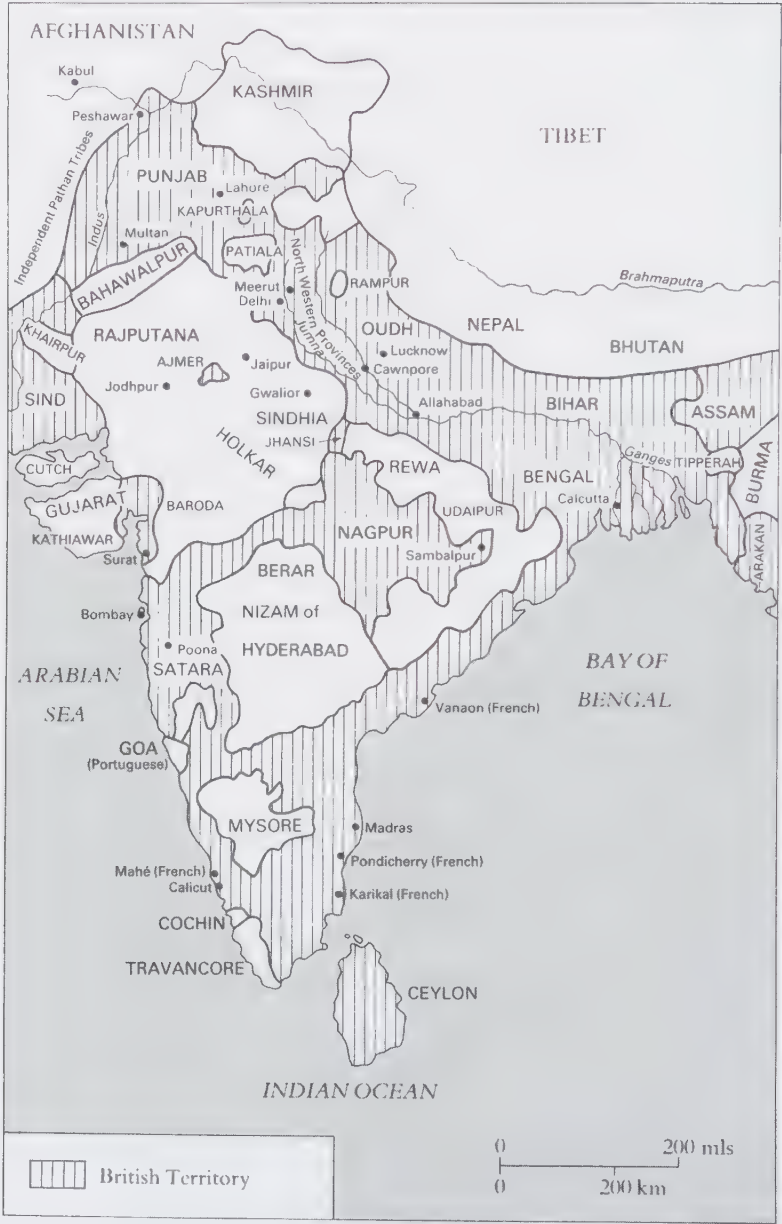 AFGHANISTAN
Kabul
KASHMIR
Peshawar
TIBET
Independent Pathan Tribes
PUNJAB
Lahore
KAPURTHALA
Indus
Multan
PATIALA
BAHAWALPUR
North Western Provinces
Meerut
Delhi
RAMPUR
Brahmaputra
KHAIRPUR
RAJPUTANA
Jumna
OUDH
NEPAL
BHUTAN
AJMER
Jaipur
Lucknow
Cawnpore
Jodhpur
SIND
Gwalior
SINDHIA
Allahabad
BIHAR
ASSAM
HOLKAR
JHANSI
REWA
Ganges
TIPPERAH
BURMA
CUTCH
BENGAL
GUJARAT
BARODA
UDAIPUR
Calcutta
KATHIAWAR
NAGPUR
Sambalpur
ARAKAN
Surat
BERAR
Bombay
NIZAM of
HYDERABAD
Poona
SATARA
ARABIAN
SEA
BAY OF
BENGAL
Vanaon (French)
GOA
(Portuguese)
MYSORE
Madras
Mahé (French)
Pondicherry (French)
Calicut
Karikal (French)
COCHIN
TRAVANCORE
CEYLON
INDIAN OCEAN
British Territory
0 200 mls
0 200 km